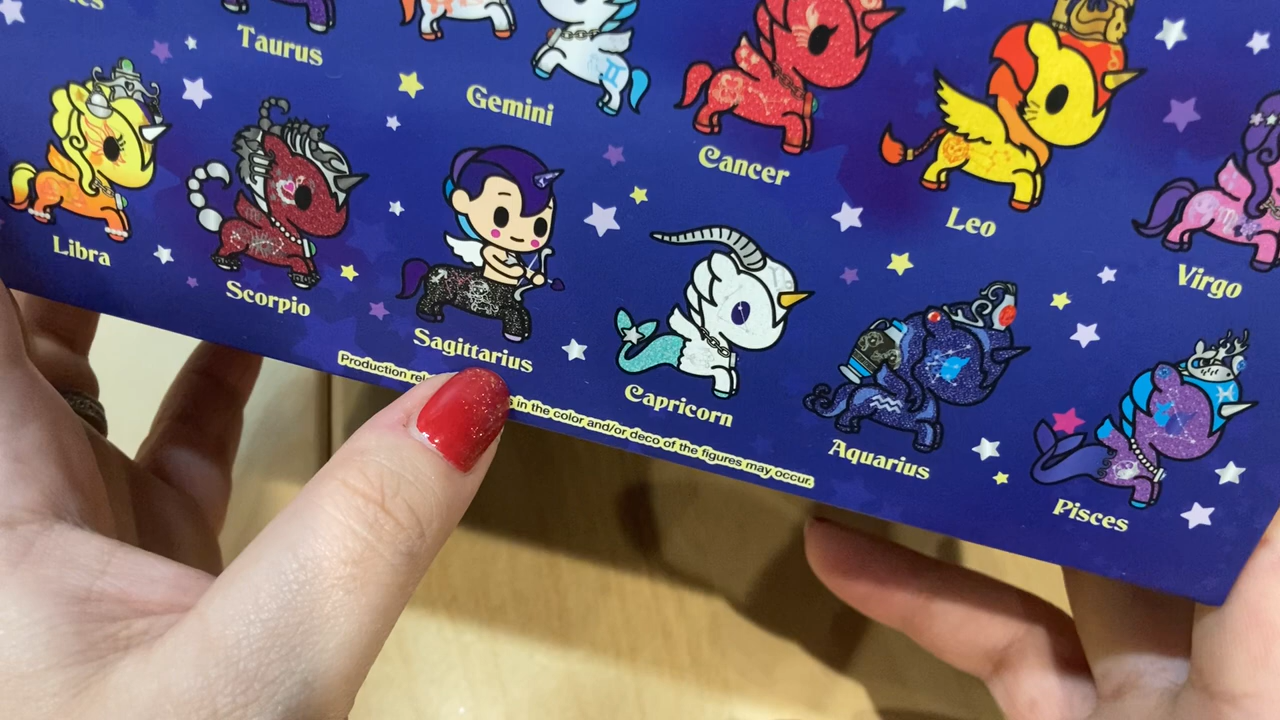 Taurus
Gemini
Cancer
Leo
Virgo
Libra
Scorpio
Sagittarius
Capricorn
Aquarius
Pisces
Production in the color and/or deco of the figures may occur.